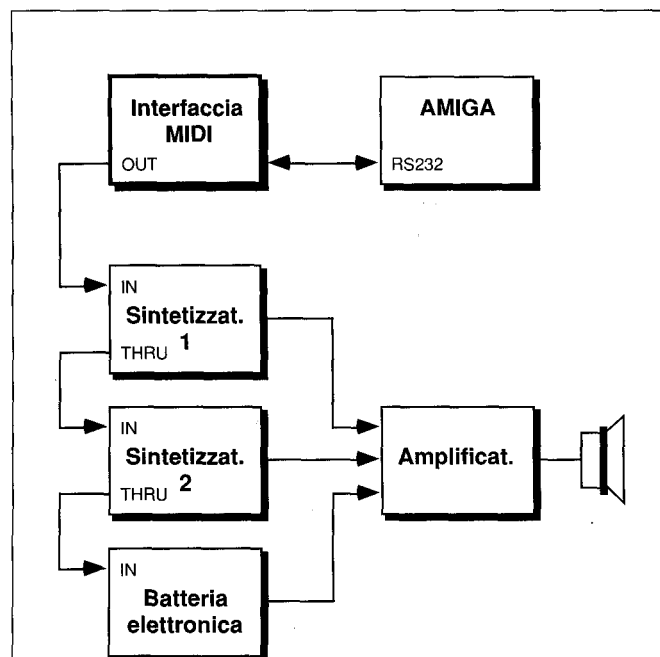 Interfaccia
MIDI
OUT
AMIGA
RS232
IN
Sintetizzat.
1
THRU
IN
Sintetizzat.
2
THRU
Amplificat.
IN
Batteria
elettronica